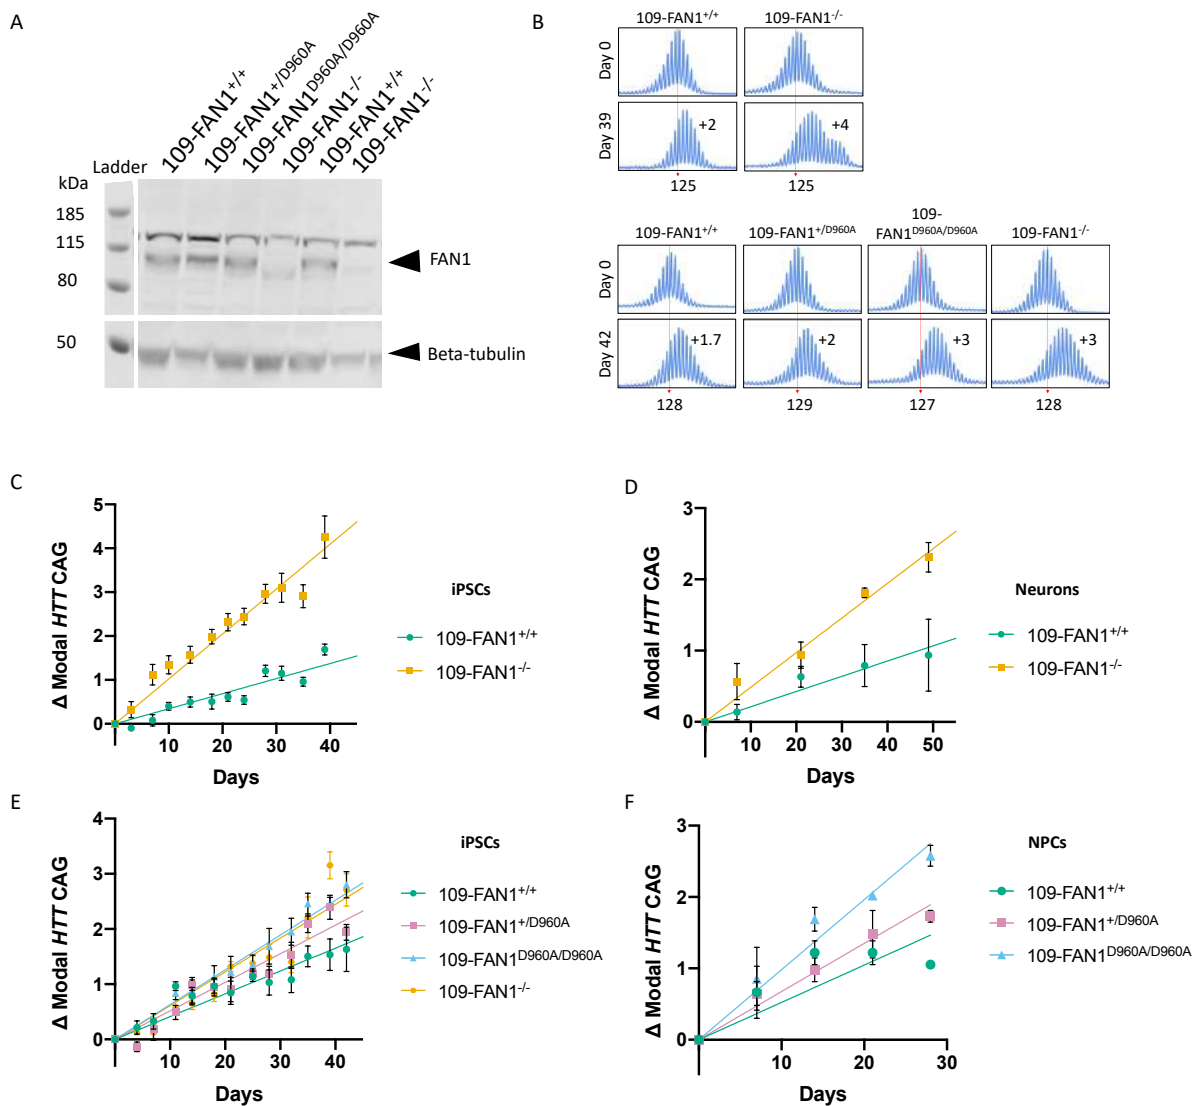 A
109-FAN1+/+
109-FAN1+/D960A
109-FAN1D960A/D960A
109-FAN1-/-
109-FAN1+/+
109-FAN1-/-
Ladder
kDa
185
115
80
50
FAN1
Beta-tubulin
B
109-FAN1+/+
109-FAN1-/-
Day 0
Day 39
+2
+4
125
125
109-FAN1+/+
109-FAN1+/D960A
109-
FAN1D960A/D960A
109-FAN1-/-
Day 0
Day 42
+1.7
+2
+3
+3
128
129
127
128
C
Δ Modal HTT CAG
5
4
3
2
1
0
10
20
30
40
Days
iPSCs
109-FAN1+/+
109-FAN1-/-
D
Δ Modal HTT CAG
3
2
1
0
10
20
30
40
50
Days
Neurons
109-FAN1+/+
109-FAN1-/-
E
Δ Modal HTT CAG
4
3
2
1
0
10
20
30
40
Days
iPSCs
109-FAN1+/+
109-FAN1+/D960A
109-FAN1D960A/D960A
109-FAN1-/-
F
Δ Modal HTT CAG
3
2
1
0
10
20
30
Days
NPCs
109-FAN1+/+
109-FAN1+/D960A
109-FAN1D960A/D960A